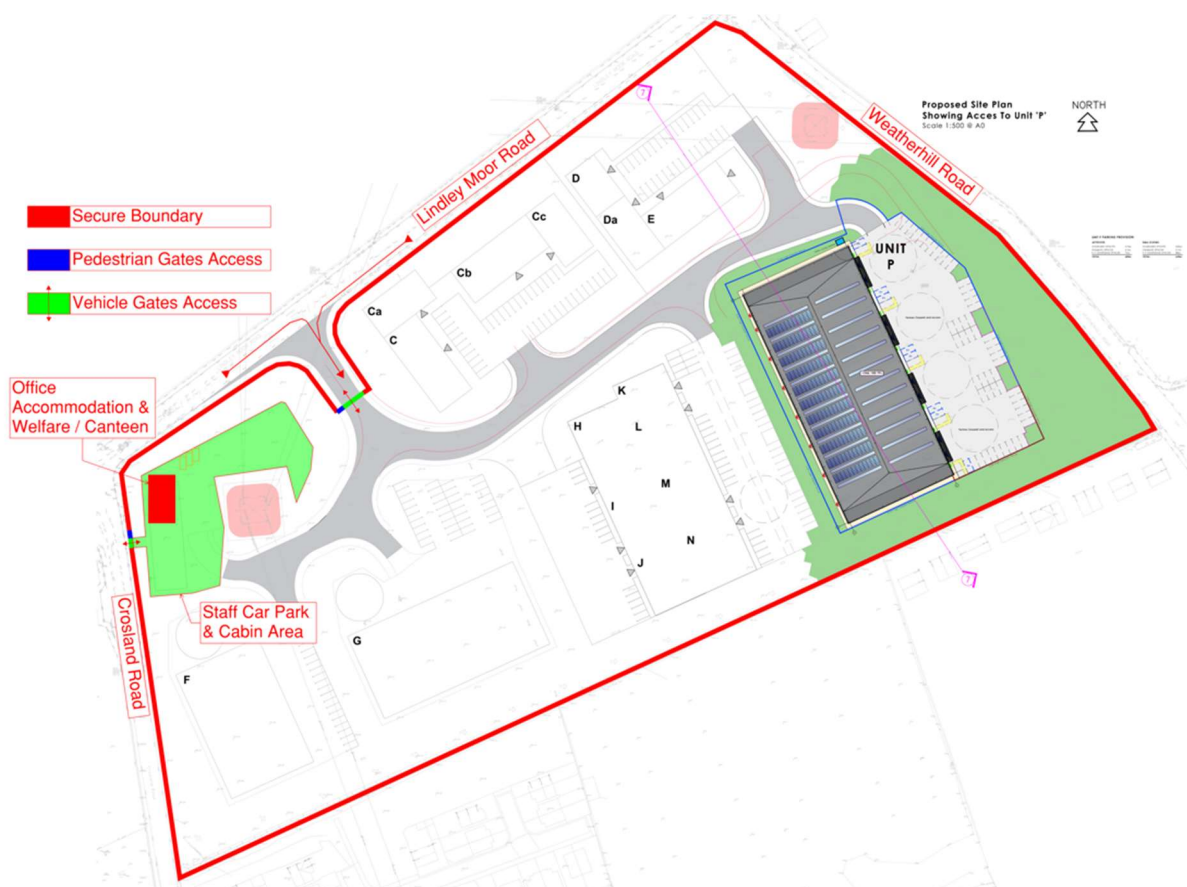 Proposed Site Plan
Showing Acces To Unit 'P'
Scale 1:500 @ A0
NORTH
Weatherhill Road
Lindley Moor Road
Secure Boundary
Pedestrian Gates Access
Vehicle Gates Access
Office
Accommodation &
Welfare / Canteen
Staff Car Park
& Cabin Area
Crosland Road
UNIT
P
D
Da
E
Cc
Cb
Ca
C
K
H
L
M
I
N
J
G
F